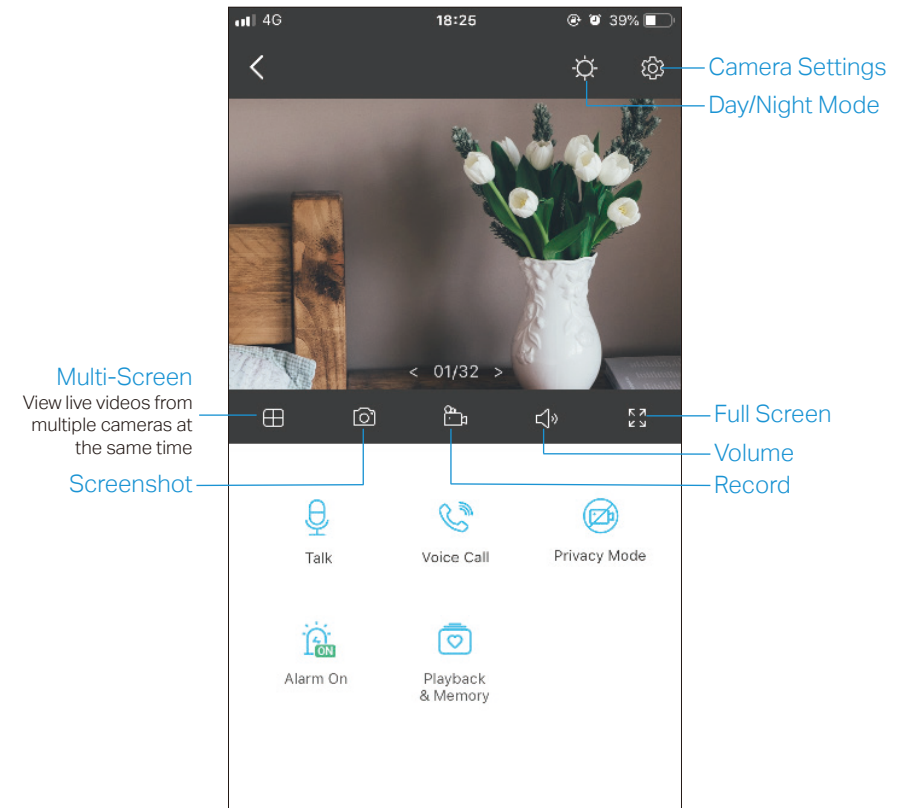 4G
18:25
39%
Camera Settings
Day/Night Mode
< 01/32 >
Multi-Screen
View live videos from
multiple cameras at
the same time
Full Screen
Volume
Screenshot
Record
Talk
Voice Call
Privacy Mode
ON
Alarm On
Playback
& Memory